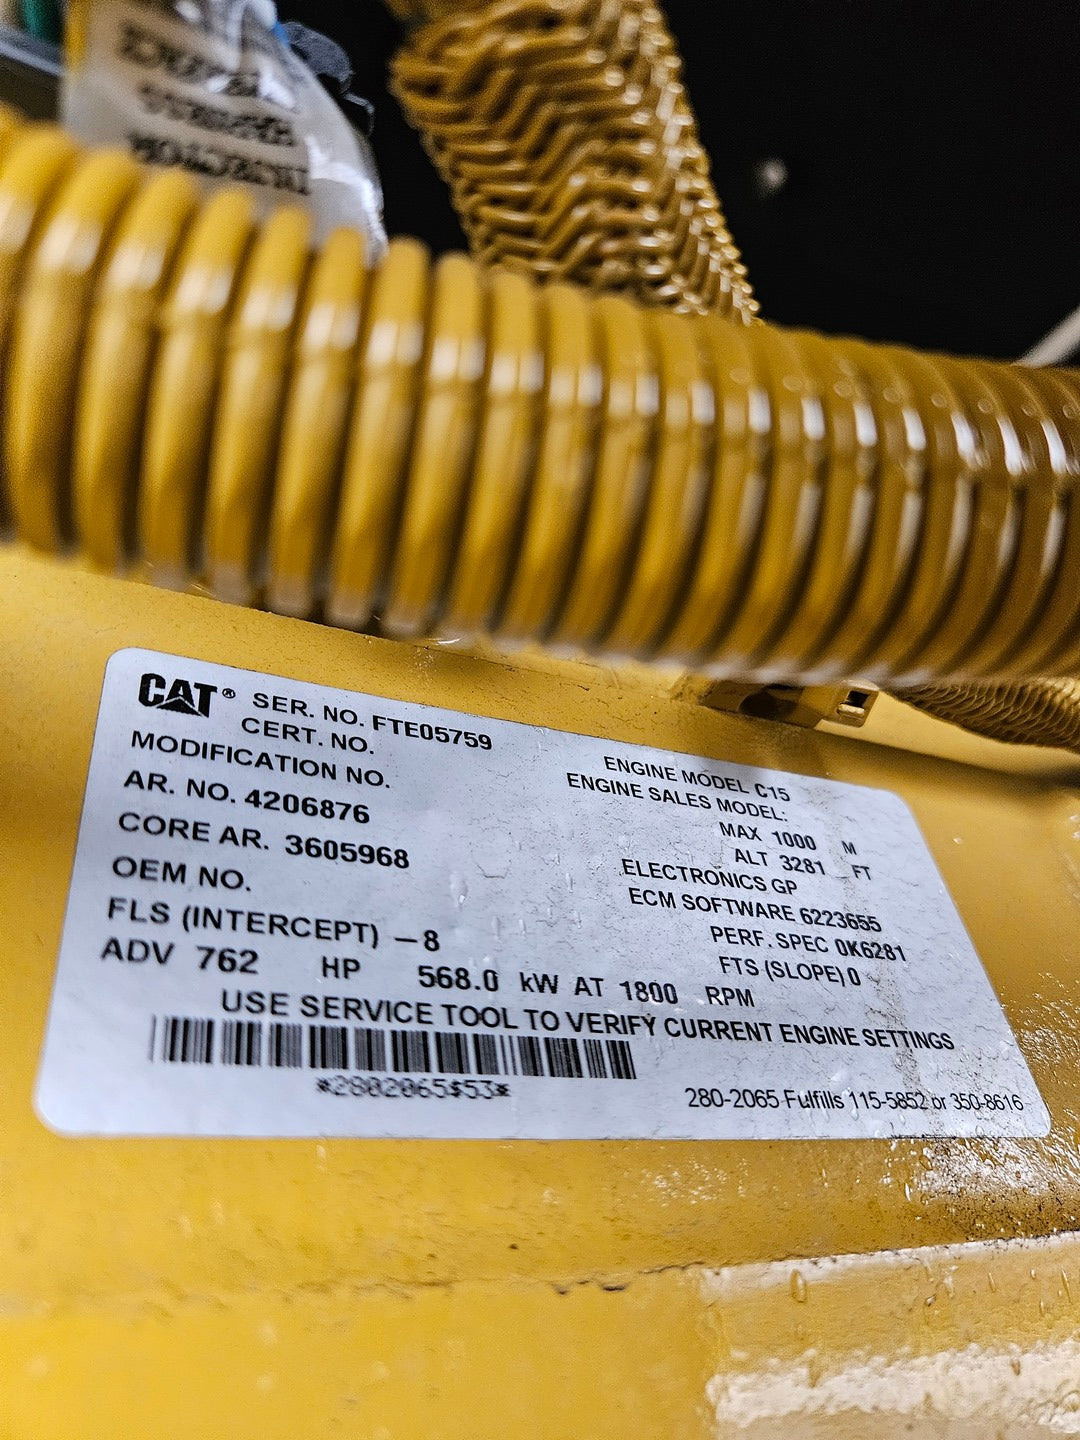 CAT® SER. NO. FTE05759
CERT. NO.
MODIFICATION NO.
AR. NO. 4206876
CORE AR. 3605968
OEM NO.
FLS (INTERCEPT) –8
ADV 762 HP 568.0 kW AT 1800 RPM
ENGINE MODEL C15
ENGINE SALES MODEL:
MAX 1000 M
ALT 3281 FT
ELECTRONICS GP
ECM SOFTWARE 6223655
PERF. SPEC 0K6281
FTS (SLOPE) 0
USE SERVICE TOOL TO VERIFY CURRENT ENGINE SETTINGS
*2802065$53*
280-2065 Fulfills 115-5852 or 350-8616